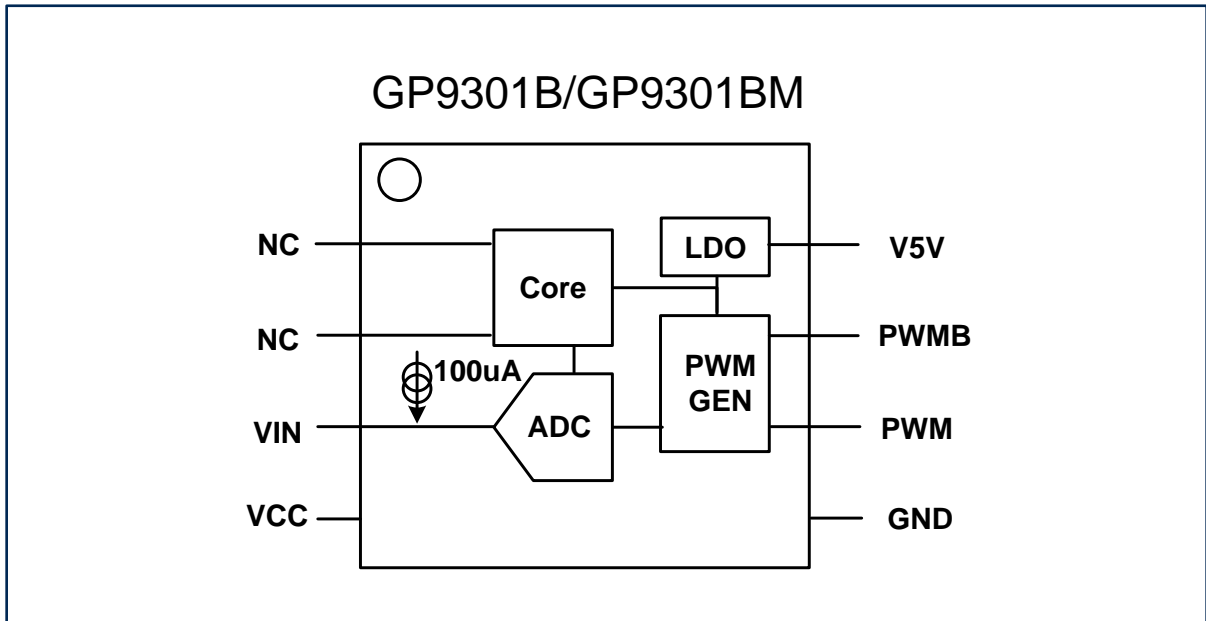 GP9301B/GP9301BM
NC
Core
LDO
V5V
NC
100uA
PWM
GEN
PWMB
VIN
ADC
PWM
VCC
GND